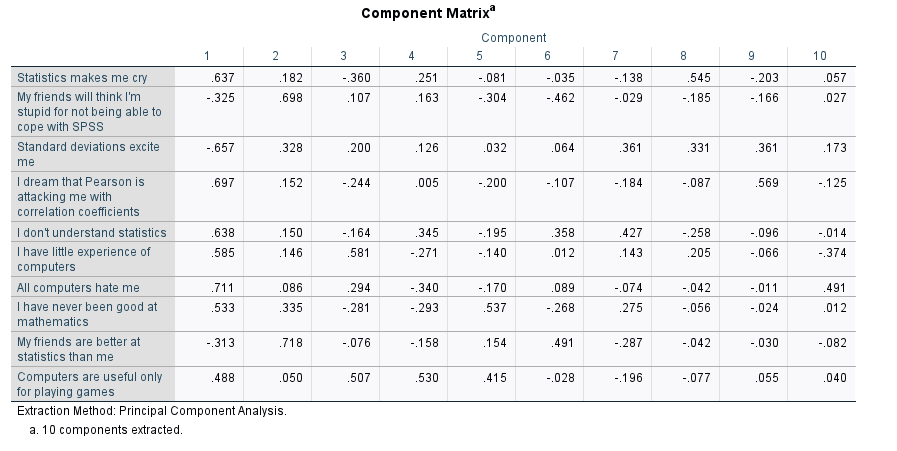 Component Matrixa
Component
1 2 3 4 5 6 7 8 9 10
Statistics makes me cry .637 .182 -.360 .251 -.081 -.035 -.138 .545 -.203 .057
My friends will think I'm -.325 .698 .107 .163 -.304 -.462 -.029 -.185 -.166 .027
stupid for not being able to
cope with SPSS
Standard deviations excite -.657 .328 .200 .126 .032 .064 .361 .331 .361 .173
me
I dream that Pearson is .697 .152 -.244 .005 -.200 -.107 -.184 -.087 .569 -.125
attacking me with
correlation coefficients
I don't understand statistics .638 .150 -.164 .345 -.195 .358 .427 -.258 -.096 -.014
I have little experience of .585 .146 .581 -.271 -.140 .012 .143 .205 -.066 -.374
computers
All computers hate me .711 .086 .294 -.340 -.170 .089 -.074 -.042 -.011 .491
I have never been good at .533 .335 -.281 -.293 .537 -.268 .275 -.056 -.024 .012
mathematics
My friends are better at -.313 .718 -.076 -.158 .154 .491 -.287 -.042 -.030 -.082
statistics than me
Computers are useful only .488 .050 .507 .530 .415 -.028 -.196 -.077 .055 .040
for playing games
Extraction Method: Principal Component Analysis.
a. 10 components extracted.